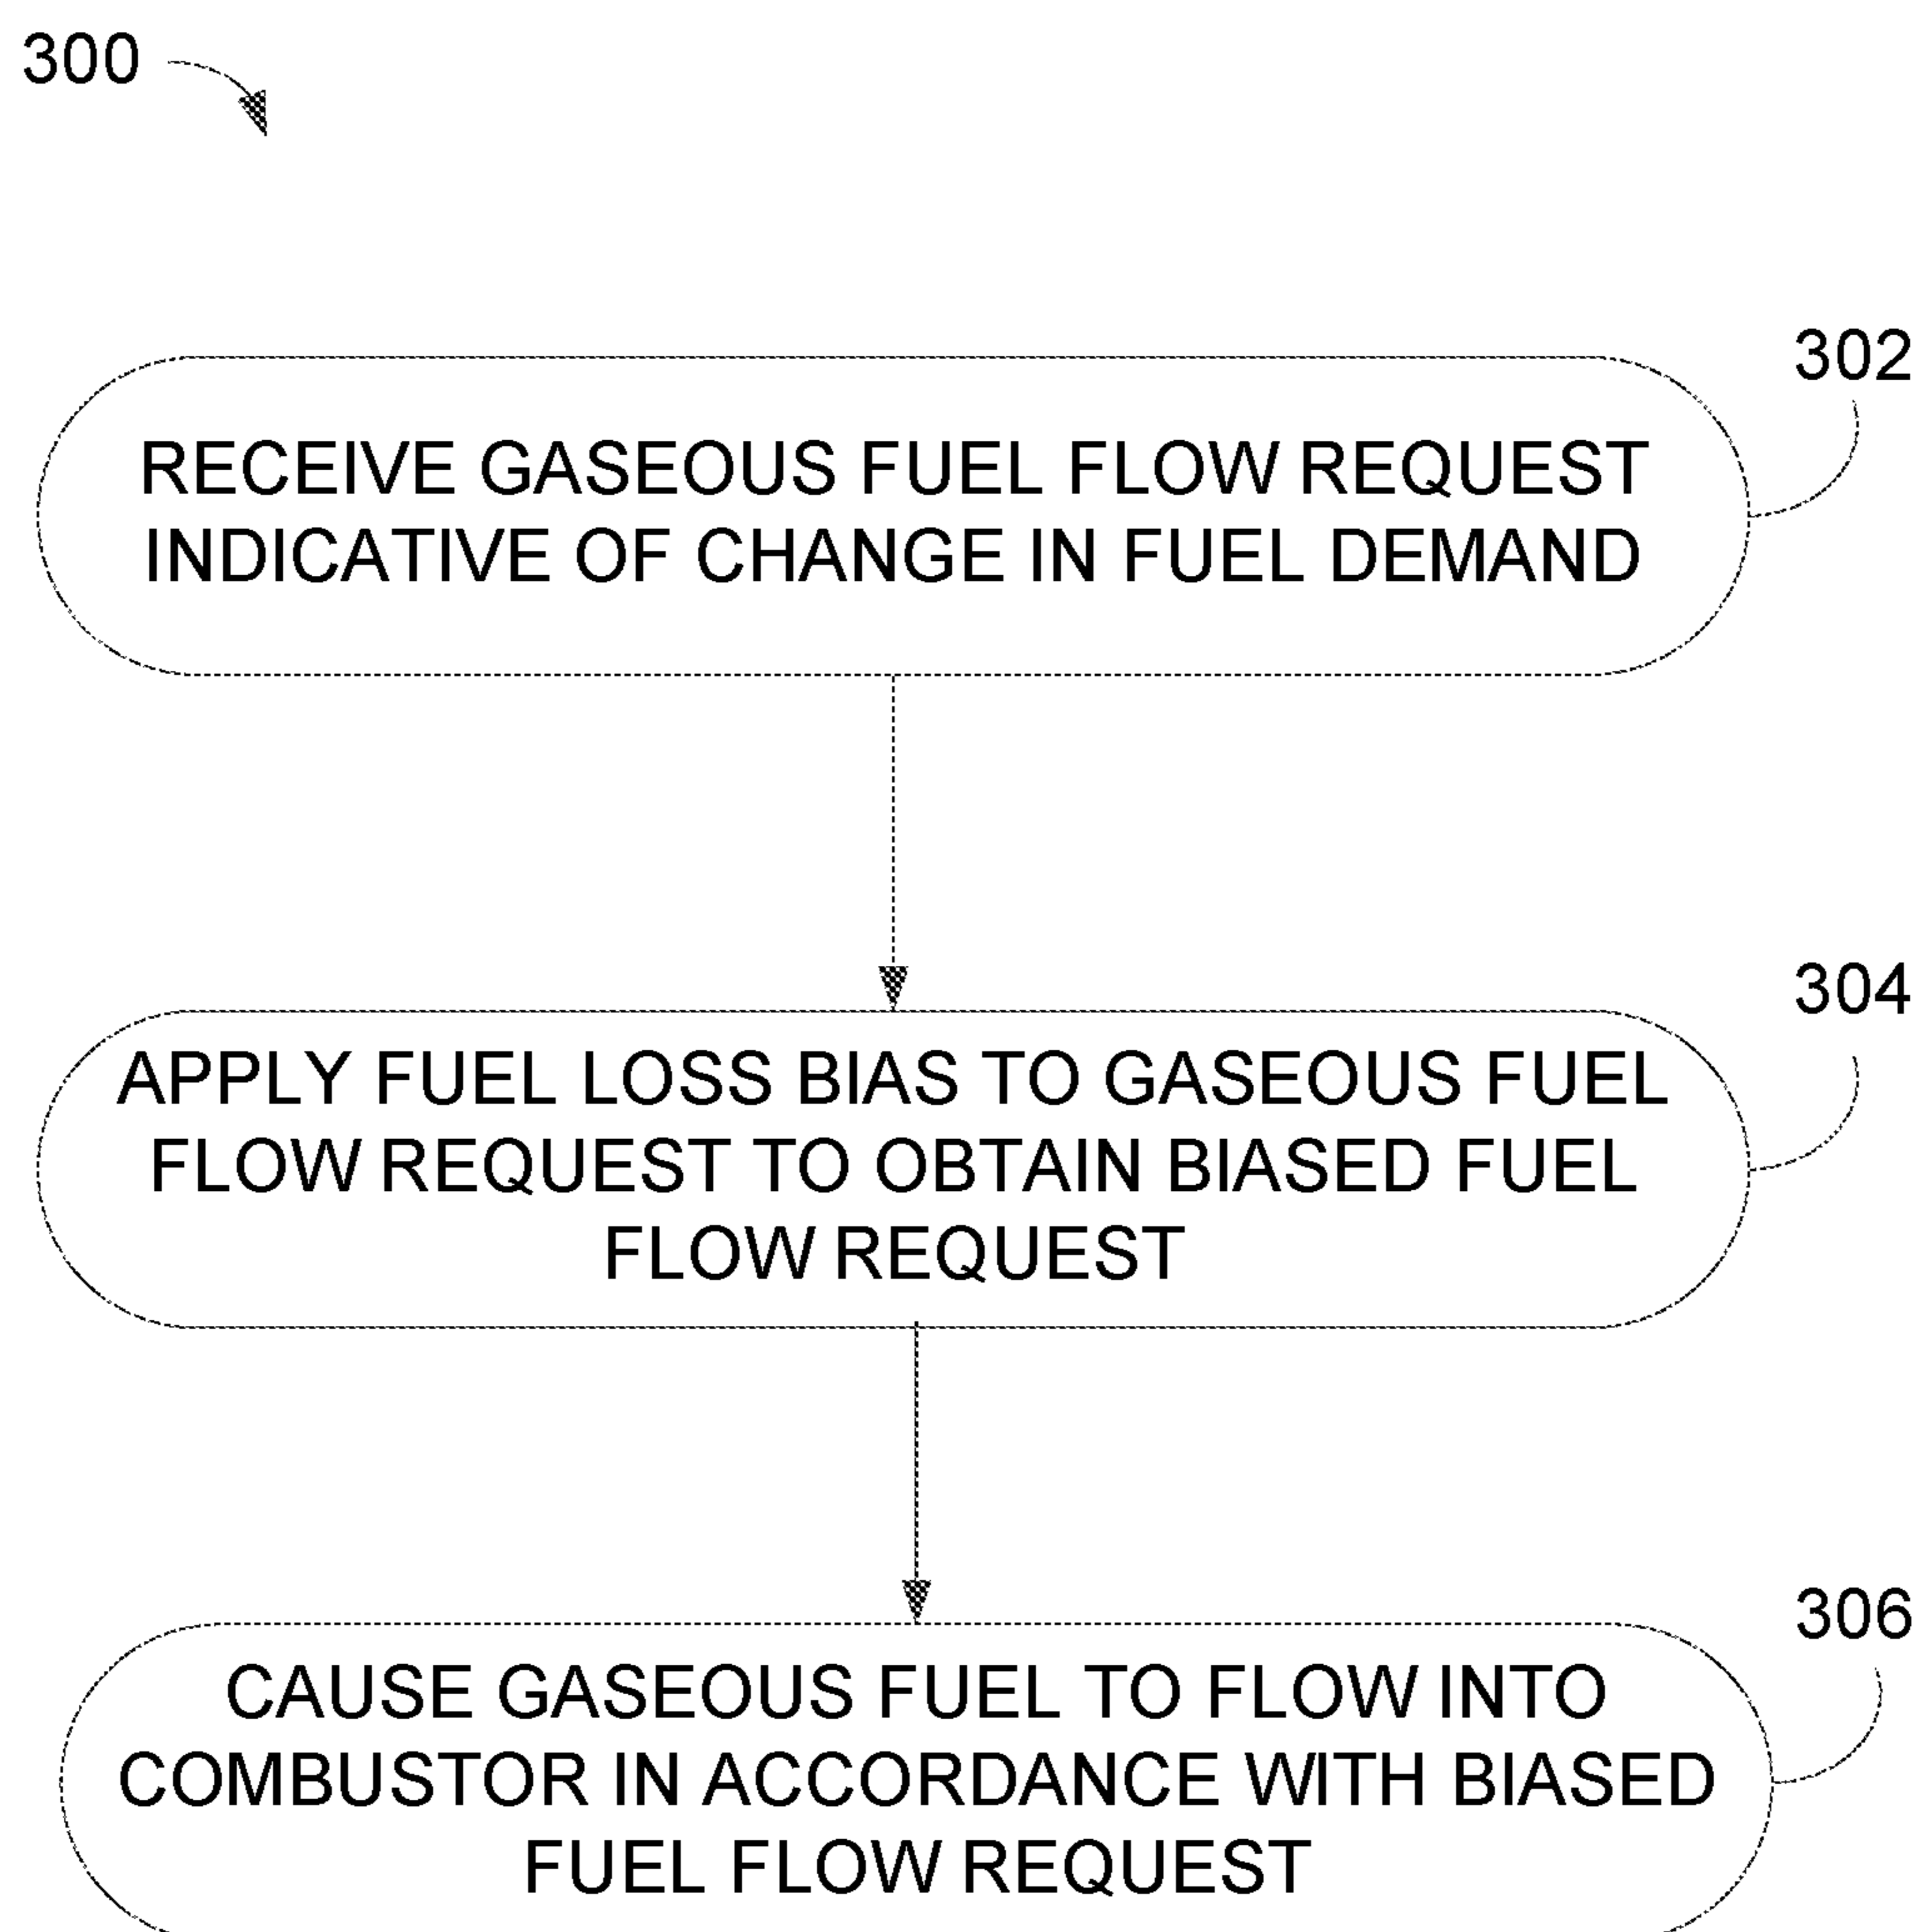 300
302
RECEIVE GASEOUS FUEL FLOW REQUEST
INDICATIVE OF CHANGE IN FUEL DEMAND
304
APPLY FUEL LOSS BIAS TO GASEOUS FUEL
FLOW REQUEST TO OBTAIN BIASED FUEL
FLOW REQUEST
306
CAUSE GASEOUS FUEL TO FLOW INTO
COMBUSTOR IN ACCORDANCE WITH BIASED
FUEL FLOW REQUEST